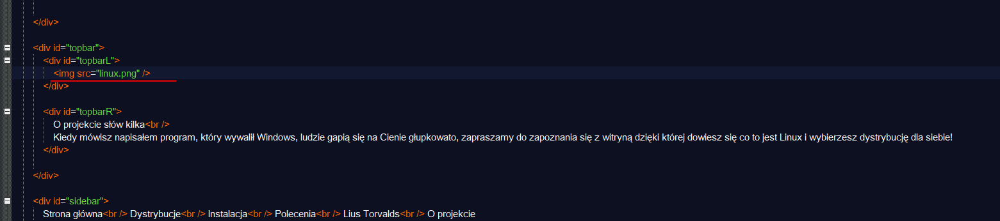 </div>
<div id="topbar">
<div id="topbarL">
<img src="linux.png" />
</div>
<div id="topbarR">
O projekcie słów kilka<br />
Kiedy mówisz napisałem program, który wywalił Windows, ludzie gapią się na Cienie głupkowato, zapraszamy do zapoznania się z witryną dzięki której dowiesz się co to jest Linux i wybierzesz dystrybucję dla siebie!
</div>
</div>
<div id="sidebar">
Strona główna<br /> Dystrybucje<br /> Instalacja<br /> Polecenia<br /> Lius Torvalds<br /> O projekcie